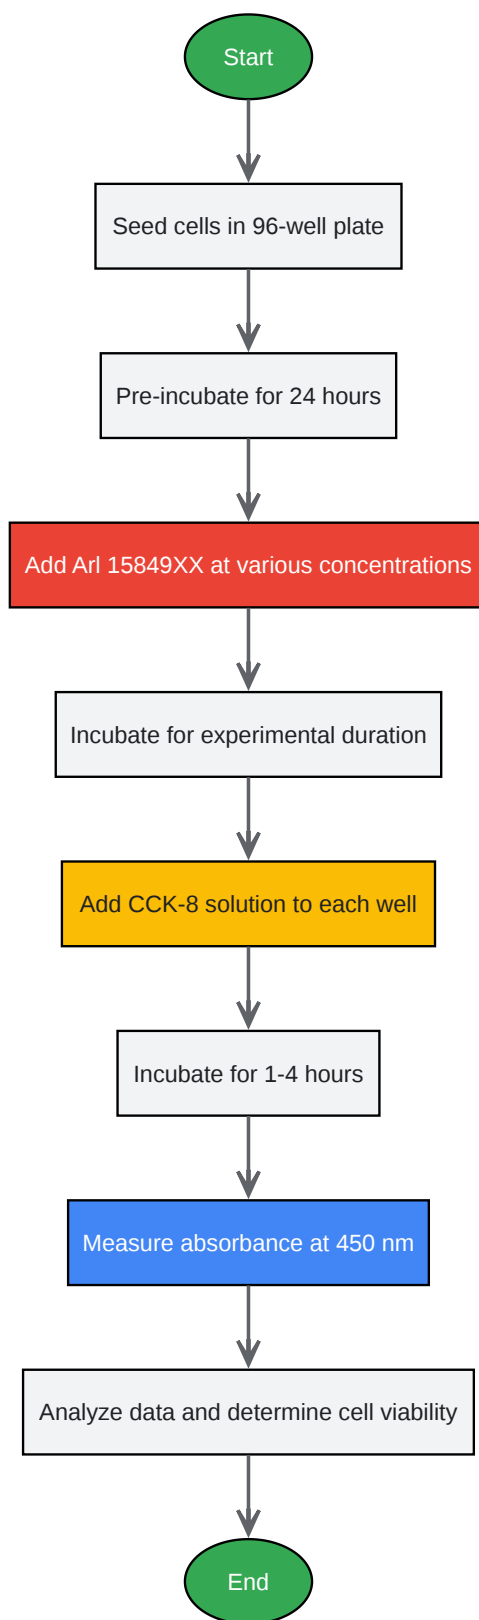 Start
Seed cells in 96-well plate
Pre-incubate for 24 hours
Add Arl 15849XX at various concentrations
Incubate for experimental duration
Add CCK-8 solution to each well
Incubate for 1-4 hours
Measure absorbance at 450 nm
Analyze data and determine cell viability
End